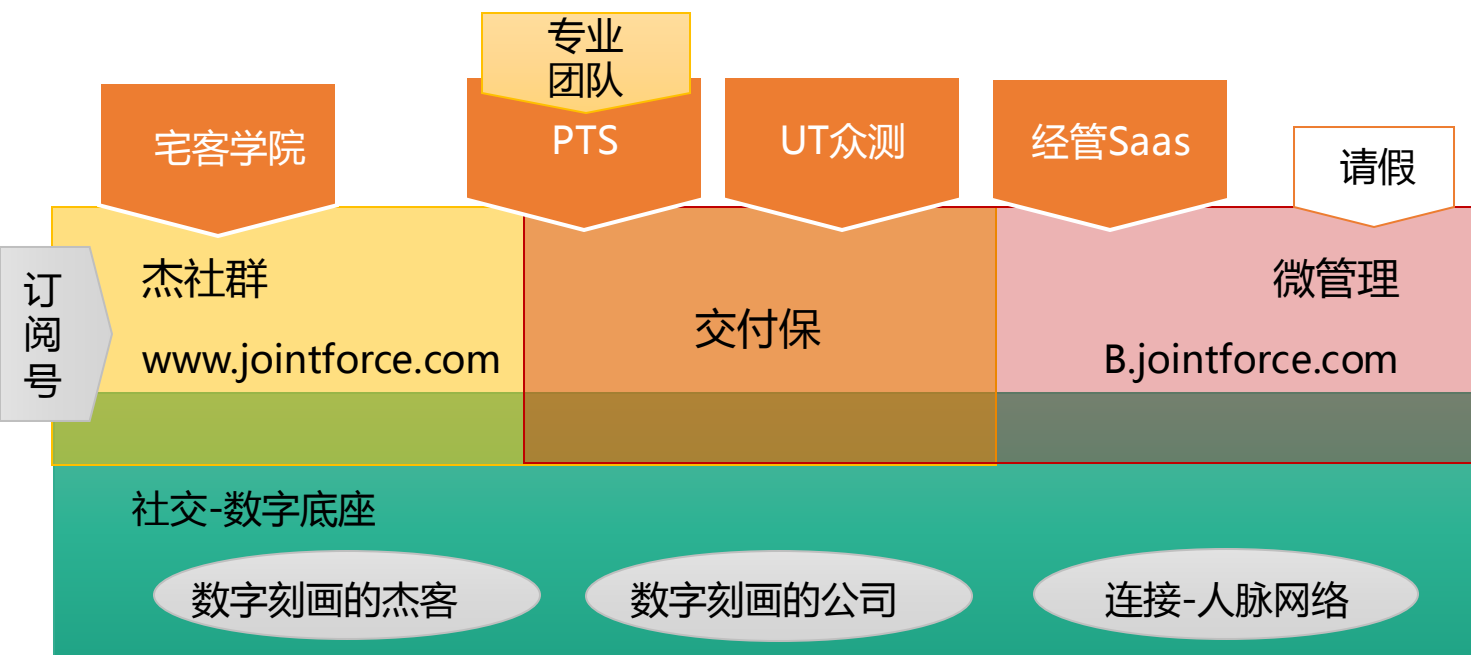 专业
团队
宅客学院
PTS
UT众测
经管Saas
请假
订
阅
号
杰社群
www.jointforce.com
交付保
微管理
B.jointforce.com
社交-数字底座
数字刻画的杰客
数字刻画的公司
连接-人脉网络